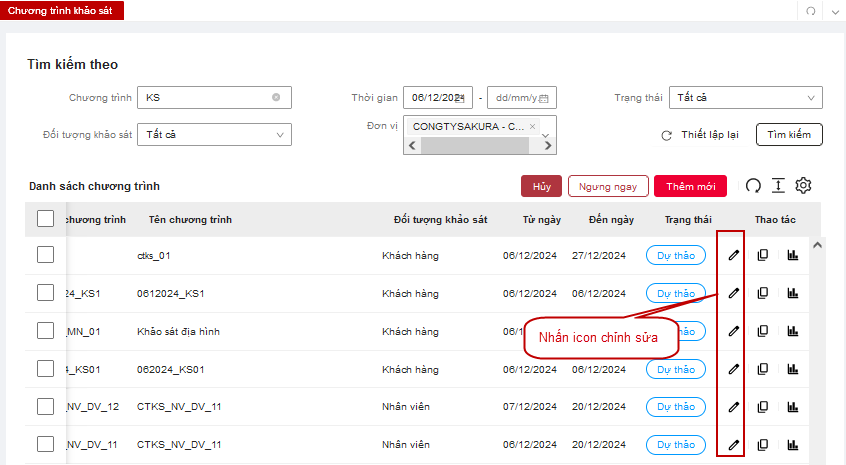 Chương trình khảo sát
Tìm kiếm theo
Chương trình KS Thời gian 06/12/2024 - dd/mm/y Trạng thái Tất cả
Đối tượng khảo sát Tất cả Đơn vị CONGTYSAKURA - C... × Thiết lập lại Tìm kiếm
Danh sách chương trình Hủy Ngưng ngay Thêm mới
chương trình Tên chương trình Đối tượng khảo sát Từ ngày Đến ngày Trạng thái Thao tác
ctks_01 Khách hàng 06/12/2024 27/12/2024 Dự thảo
24_KS1 0612024_KS1 Khách hàng 06/12/2024 06/12/2024 Dự thảo
_MN_01 Khảo sát địa hình Khách hàng Dự thảo
Nhấn icon chỉnh sửa
4_KS01 062024_KS01 Khách hàng 06/12/2024 06/12/2024 Dự thảo
_NV_DV_12 CTKS_NV_DV_11 Nhân viên 07/12/2024 20/12/2024 Dự thảo
_NV_DV_11 CTKS_NV_DV_11 Nhân viên 06/12/2024 20/12/2024 Dự thảo